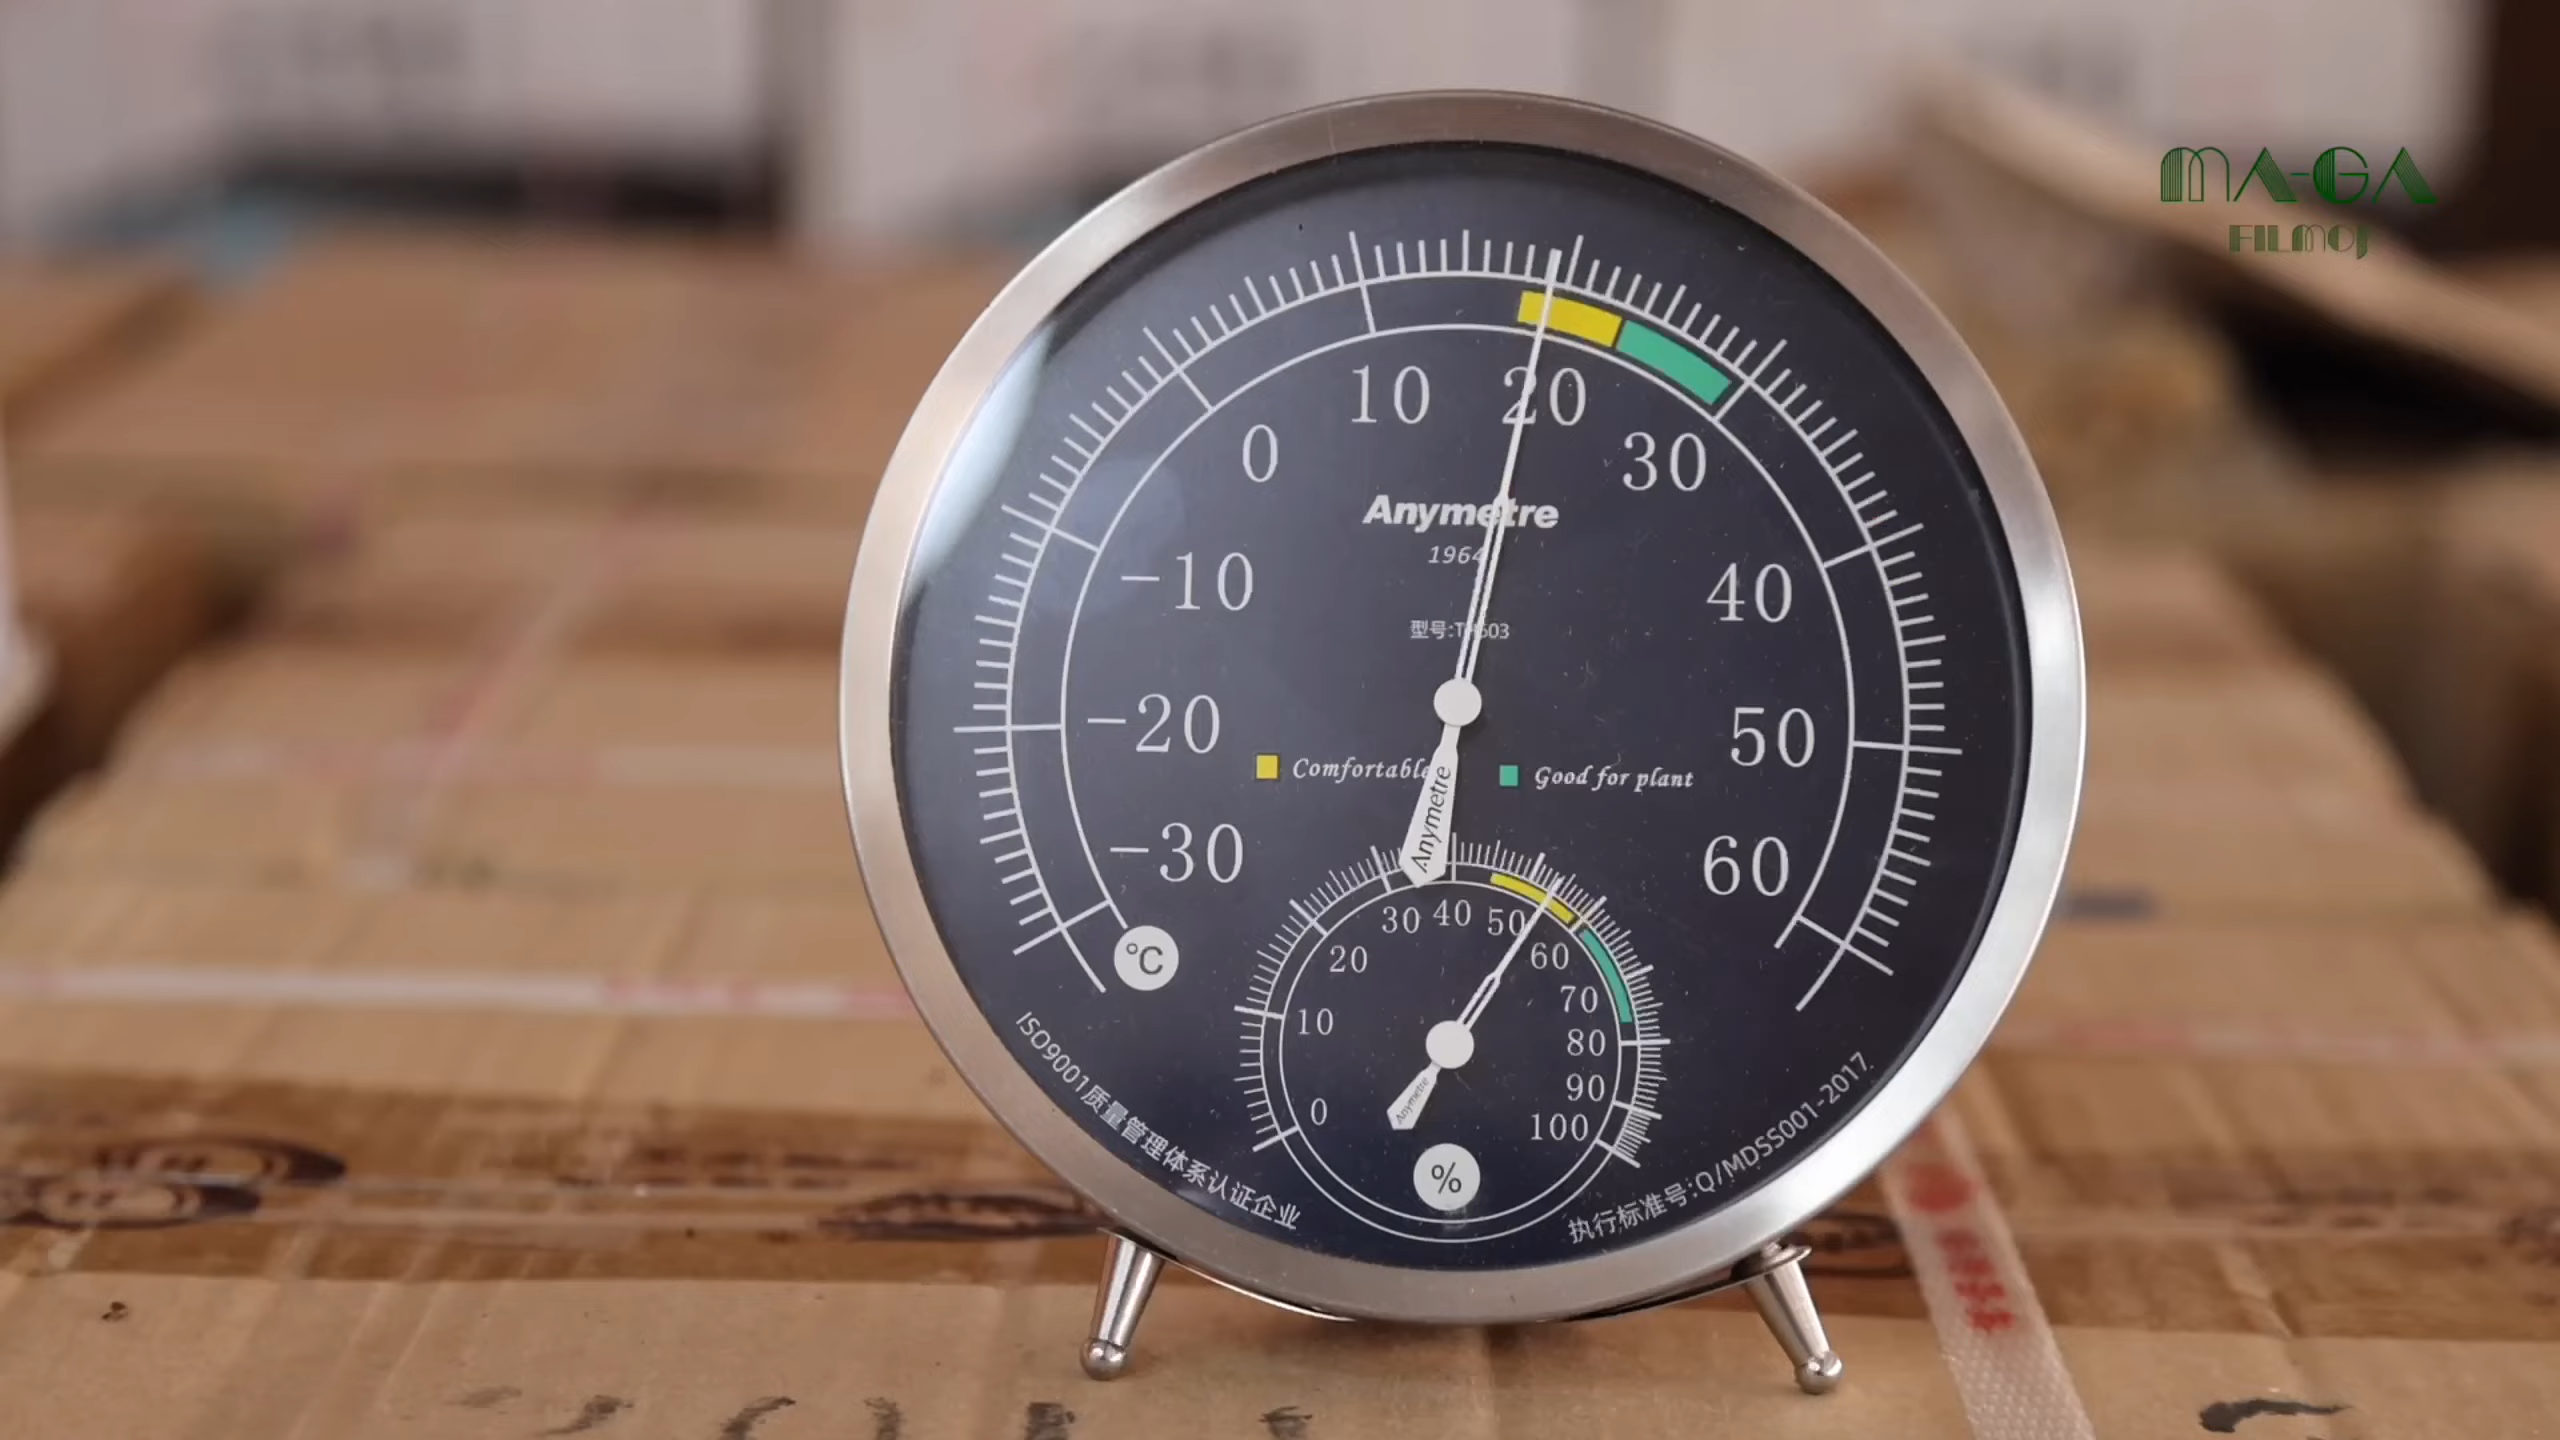 MA-GA
FILMOJ
10 20
0 30
Anymetre
1964
-10 40
型号:TH603
-20 50
Comfortable Good for plant
-30 60
Anymetre
30 40 50
20 60
℃
10 70
80
90
0 100
Anymetre
%
ISO9001质量管理体系认证企业
执行标准号:Q/MDSS001-2017